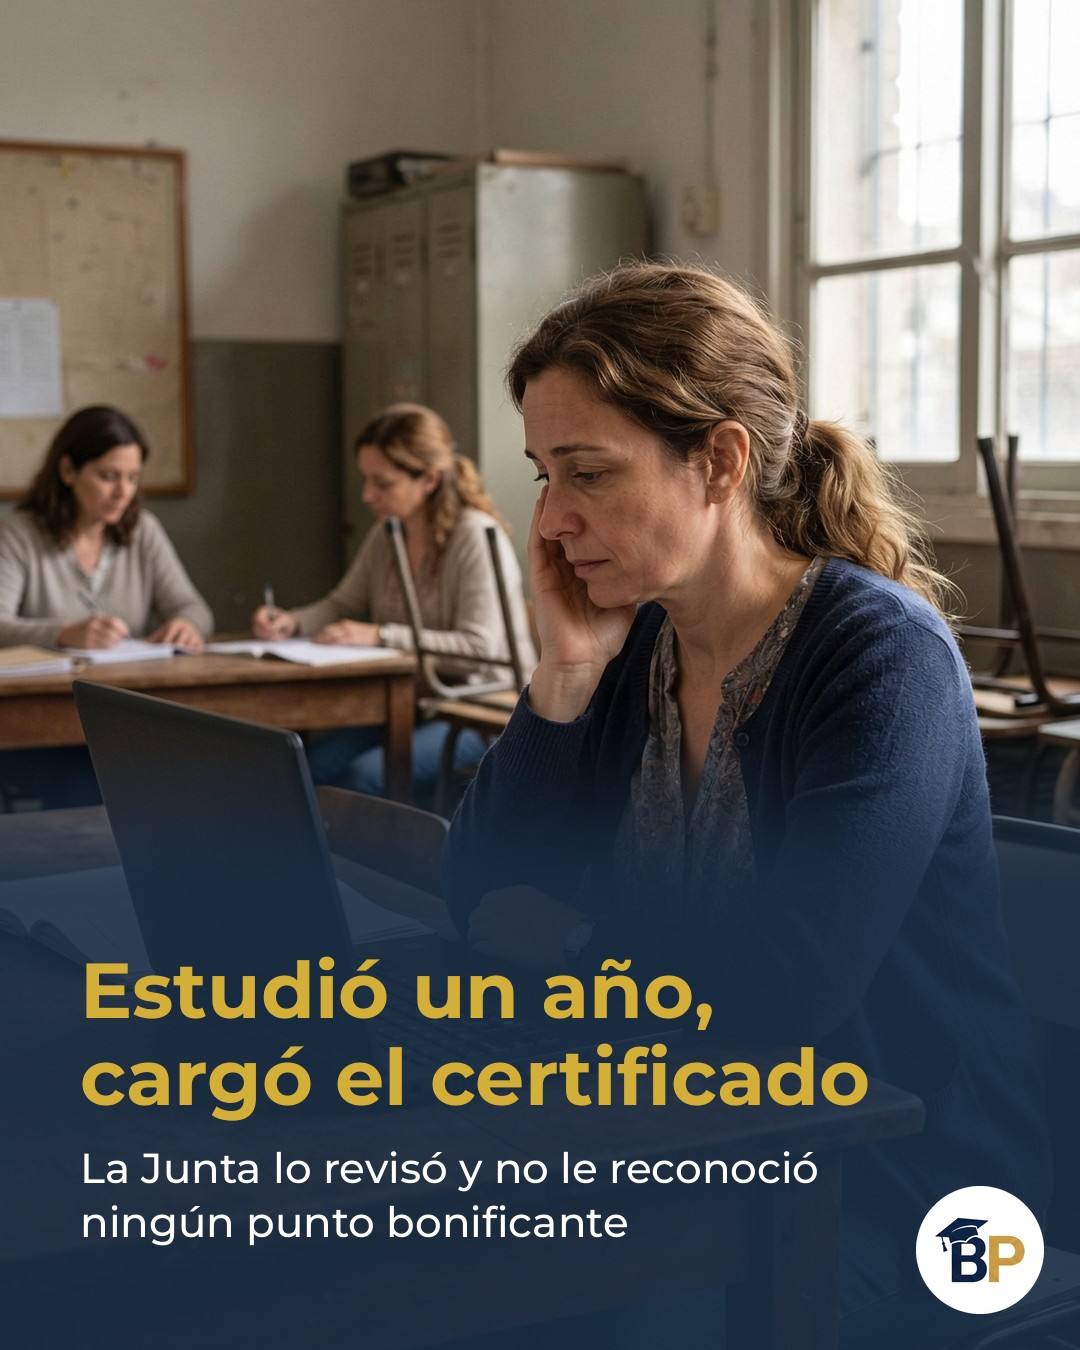 Estudió un año,
cargó el certificado
La Junta lo revisó y no le reconoció
ningún punto bonificante
BP